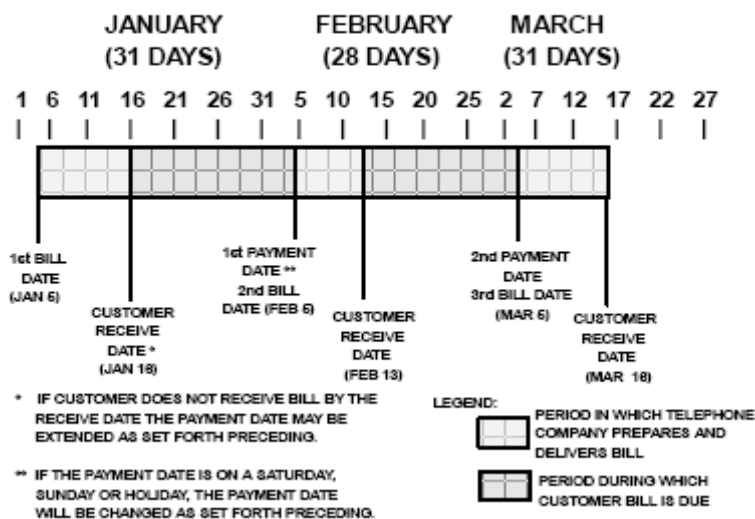 JANUARY FEBRUARY MARCH
(31 DAYS) (28 DAYS) (31 DAYS)
1 6 11 16 21 26 31 5 10 15 20 25 2 7 12 17 22 27
1st BILL
DATE
(JAN 5)
CUSTOMER
RECEIVE
DATE *
(JAN 16)
1st PAYMENT
DATE **
2nd BILL
DATE (FEB 5)
CUSTOMER
RECEIVE
DATE
(FEB 13)
2nd PAYMENT
DATE
3rd BILL DATE
(MAR 5)
CUSTOMER
RECEIVE
DATE
(MAR 16)
* IF CUSTOMER DOES NOT RECEIVE BILL BY THE
RECEIVE DATE THE PAYMENT DATE MAY BE
EXTENDED AS SET FORTH PRECEDING.
** IF THE PAYMENT DATE IS ON A SATURDAY,
SUNDAY OR HOLIDAY, THE PAYMENT DATE
WILL BE CHANGED AS SET FORTH PRECEDING.
LEGEND:
PERIOD IN WHICH TELEPHONE
COMPANY PREPARES AND
DELIVERS BILL
PERIOD DURING WHICH
CUSTOMER BILL IS DUE